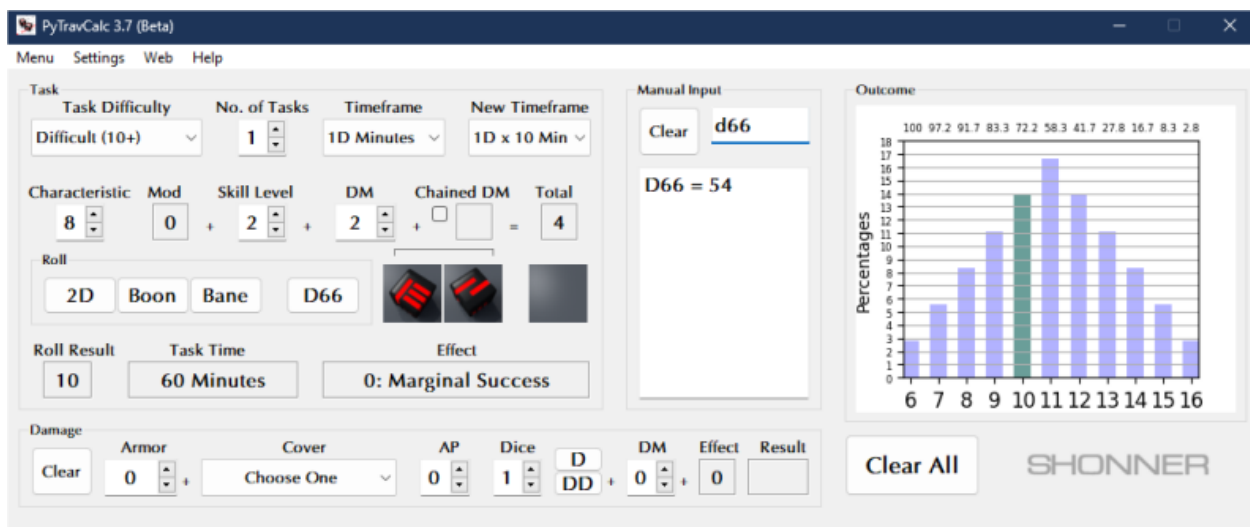 PyTravCalc 3.7 (Beta)
Menu Settings Web Help
Task
Task Difficulty No. of Tasks Timeframe New Timeframe
Difficult (10+) 1 1D Minutes 1D x 10 Min
Characteristic Mod Skill Level DM Chained DM Total
8 0 + 2 + 2 + = 4
Roll
2D Boon Bane D66
Roll Result Task Time Effect
10 60 Minutes 0: Marginal Success
Manual Input
Clear d66
D66 = 54
Outcome
100 97.2 91.7 83.3 72.2 58.3 41.7 27.8 16.7 8.3 2.8
18
17
16
15
14
13
12
11
10
9
8
7
6
5
4
3
2
1
0
Percentages
6 7 8 9 10 11 12 13 14 15 16
Damage
Armor Cover AP Dice DM Effect Result
Clear 0 + Choose One 0 1 D DD + 0 + 0
Clear All
SHONNER